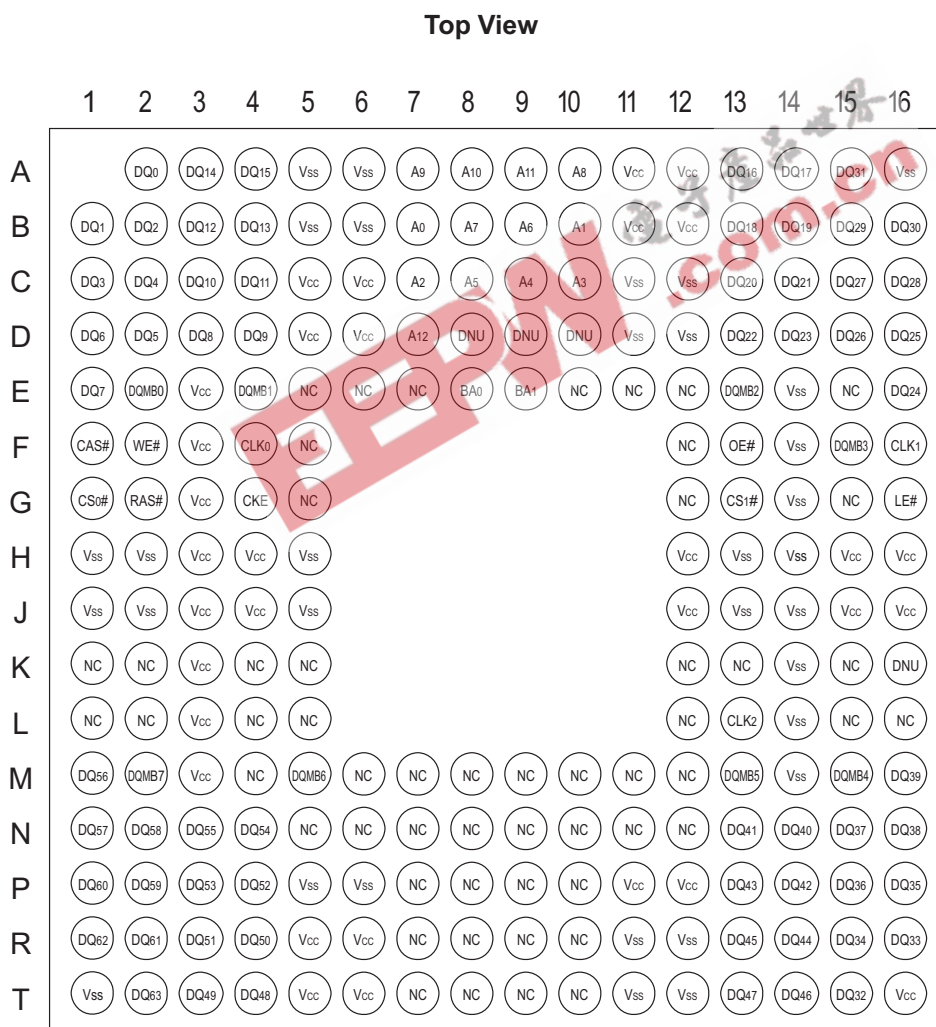 Top View
1 2 3 4 5 6 7 8 9 10 11 12 13 14 15 16
A DQ0 DQ14 DQ15 Vss Vss A9 A10 A11 A8 Vcc Vcc DQ16 DQ17 DQ31 Vss
B DQ1 DQ2 DQ12 DQ13 Vss Vss A0 A7 A6 A1 Vcc Vcc DQ18 DQ19 DQ29 DQ30
C DQ3 DQ4 DQ10 DQ11 Vcc Vcc A2 A5 A4 A3 Vss Vss DQ20 DQ21 DQ27 DQ28
D DQ6 DQ5 DQ8 DQ9 Vcc Vcc A12 DNU DNU DNU Vss Vss DQ22 DQ23 DQ26 DQ25
E DQ7 DQMB0 Vcc DQMB1 NC NC NC BA0 BA1 NC NC NC DQMB2 Vss NC DQ24
F CAS# WE# Vcc CLK0 NC NC OE# Vss DQMB3 CLK1
G CS0# RAS# Vcc CKE NC NC CS1# Vss NC LE#
H Vss Vss Vcc Vcc Vss Vcc Vss Vss Vcc Vcc
J Vss Vss Vcc Vcc Vss Vcc Vss Vss Vcc Vcc
K NC NC Vcc NC NC NC NC Vss NC DNU
L NC NC Vcc NC NC NC CLK2 Vss NC NC
M DQ56 DQMB7 Vcc NC DQMB6 NC NC NC NC NC NC NC DQMB5 Vss DQMB4 DQ39
N DQ57 DQ58 DQ55 DQ54 NC NC NC NC NC NC NC NC DQ41 DQ40 DQ37 DQ38
P DQ60 DQ59 DQ53 DQ52 Vss Vss NC NC NC NC Vcc Vcc DQ43 DQ42 DQ36 DQ35
R DQ62 DQ61 DQ51 DQ50 Vcc Vcc NC NC NC NC Vss Vss DQ45 DQ44 DQ34 DQ33
T Vss DQ63 DQ49 DQ48 Vcc Vcc NC NC NC NC Vss Vss DQ47 DQ46 DQ32 Vcc
EEPW.com.cn
电子产品世界